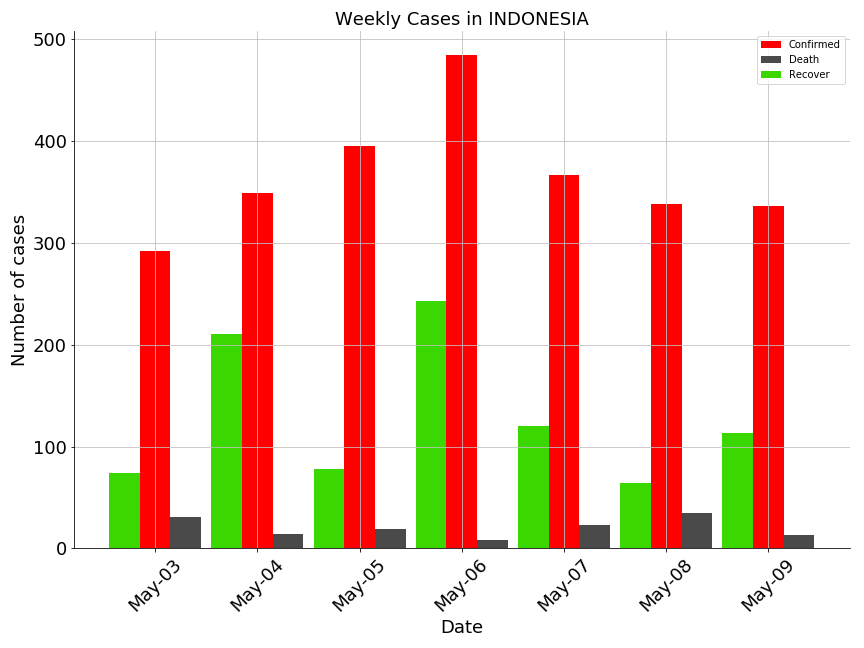 Weekly Cases in INDONESIA
Confirmed
Death
Recover
500
400
300
200
100
0
Number of cases
May-03
May-04
May-05
May-06
May-07
May-08
May-09
Date